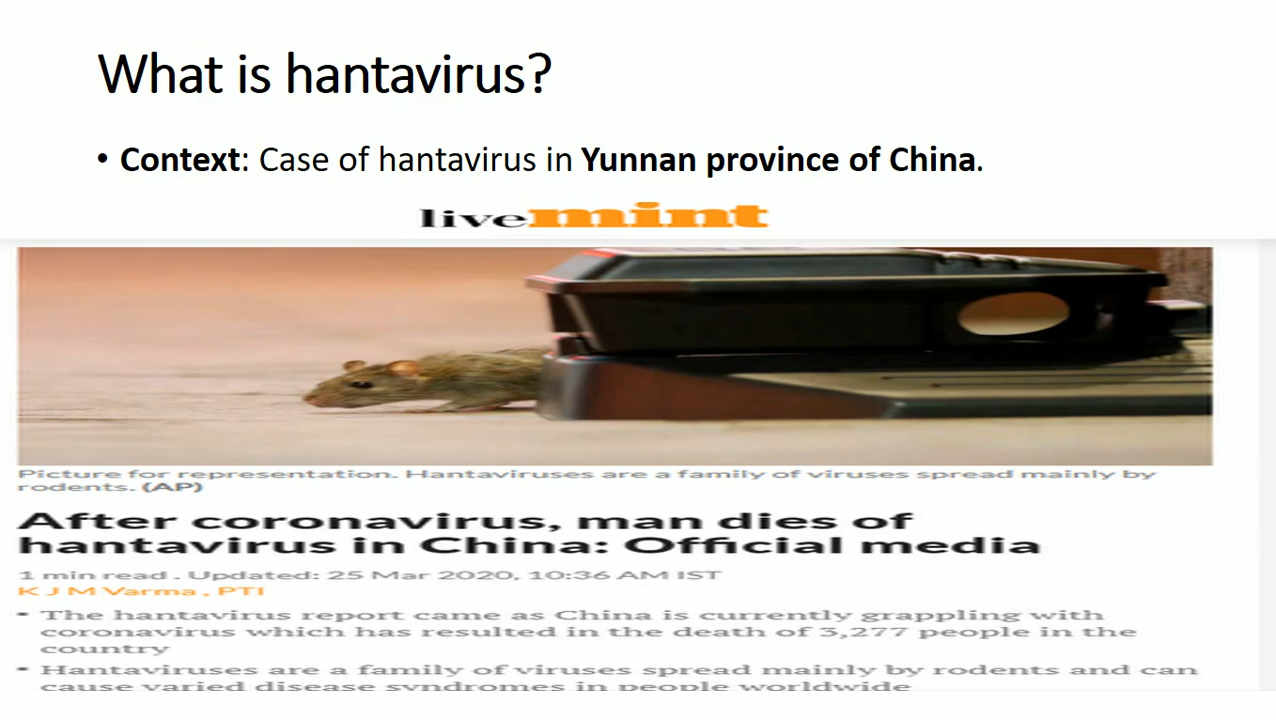 What is hantavirus?
• Context: Case of hantavirus in Yunnan province of China.
livemint
Picture for representation. Hantaviruses are a family of viruses spread mainly by
rodents. (AP)
After coronavirus, man dies of
hantavirus in China: Official media
1 min read . Updated: 25 Mar 2020, 10:36 AM IST
K J M Varma , PTI
• The hantavirus report came as China is currently grappling with
coronavirus which has resulted in the death of 3,277 people in the
country
• Hantaviruses are a family of viruses spread mainly by rodents and can
cause varied disease syndromes in people worldwide